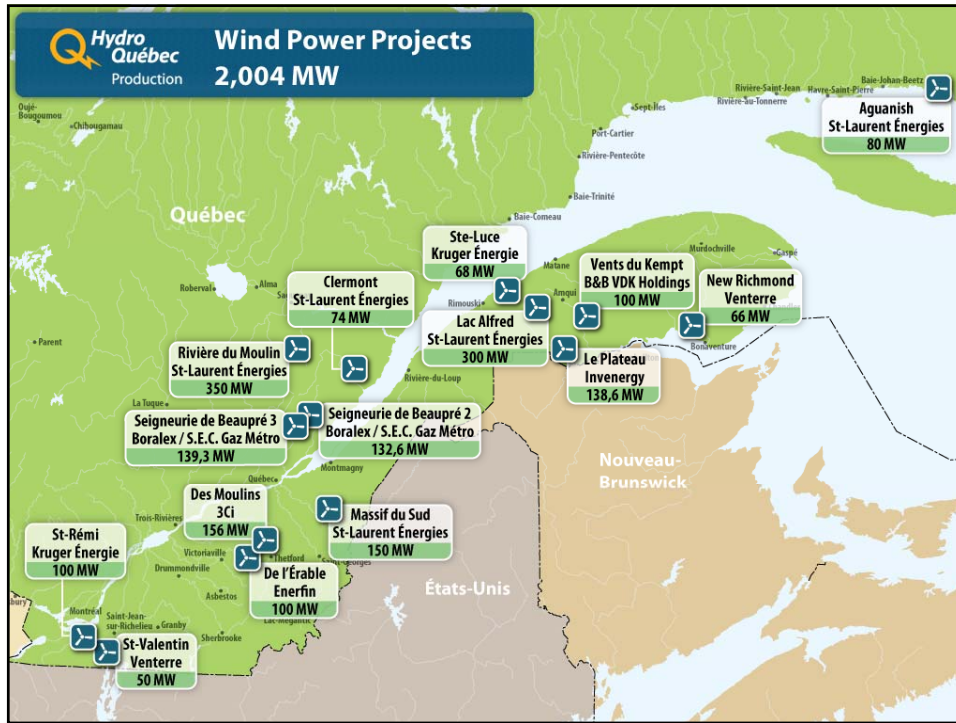 Hydro
Québec
Production
Wind Power Projects
2,004 MW
Oujé-
Bougoumou
Chibougamau
Sept-Îles
Port-Cartier
Rivière-Pentecôte
Baie-Trinité
Baie-Comeau
Rivière-Saint-Jean
Rivière-au-Tonnerre
Havre-Saint-Pierre
Baie-Johan-Beetz
Aguanish
St-Laurent Énergies
80 MW
Québec
Ste-Luce
Kruger Énergie
68 MW
Matane
Murdochville
Gaspé
Amqui
Vents du Kempt
B&B VDK Holdings
100 MW
New Richmond
Venterre
66 MW
Bonaventure
Roberval
Alma
Clermont
St-Laurent Énergies
74 MW
Rimouski
Lac Alfred
St-Laurent Énergies
300 MW
Le Plateau
Invenergy
138,6 MW
Parent
Rivière du Moulin
St-Laurent Énergies
350 MW
Rivière-du-Loup
La Tuque
Seigneurie de Beaupré 3
Boralex / S.E.C. Gaz Métro
139,3 MW
Seigneurie de Beaupré 2
Boralex / S.E.C. Gaz Métro
132,6 MW
Montmagny
Québec
Nouveau-
Brunswick
Des Moulins
3Ci
156 MW
Massif du Sud
St-Laurent Énergies
150 MW
Trois-Rivières
St-Rémi
Kruger Énergie
100 MW
Victoriaville
Thetford
Drummondville
De l'Érable
Enerfin
100 MW
Asbestos
États-Unis
Montréal
Saint-Jean-
sur-Richelieu
Granby
Sherbrooke
Lac-Mégantic
St-Valentin
Venterre
50 MW